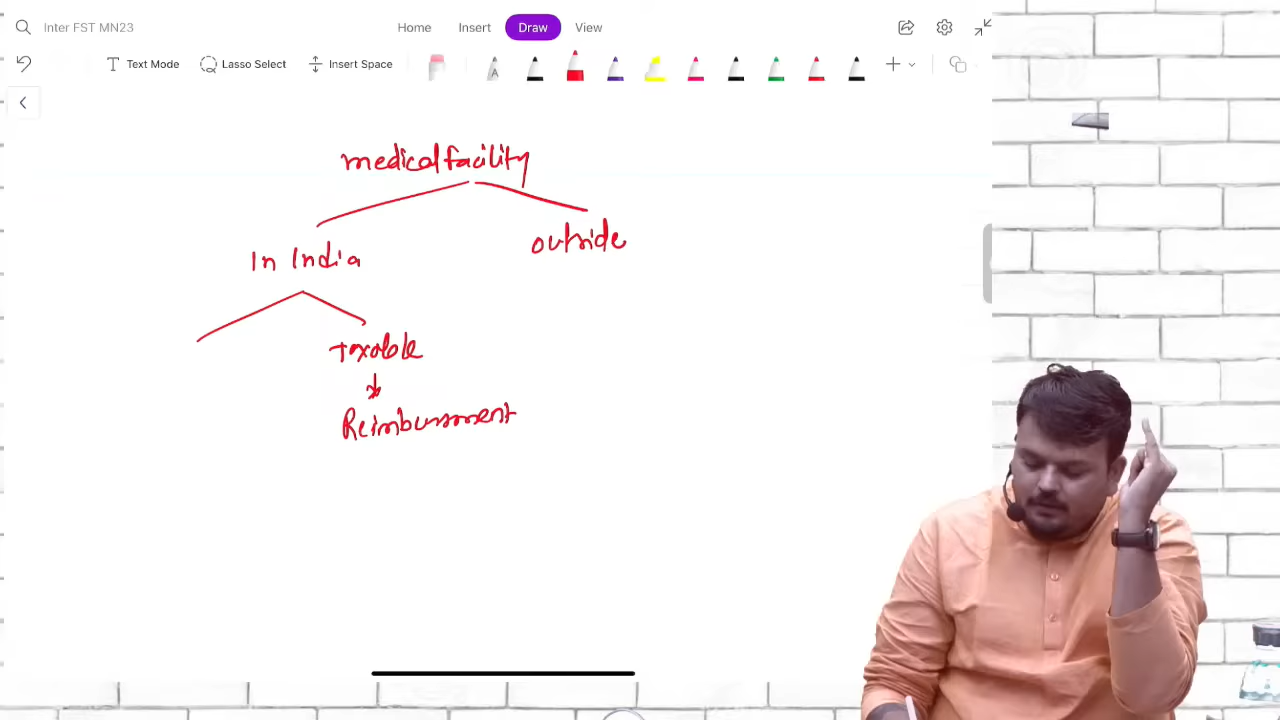 Inter FST MN23
Home Insert Draw View
Text Mode Lasso Select Insert Space
medical facility
In India
outside
Taxable
Reimbursment